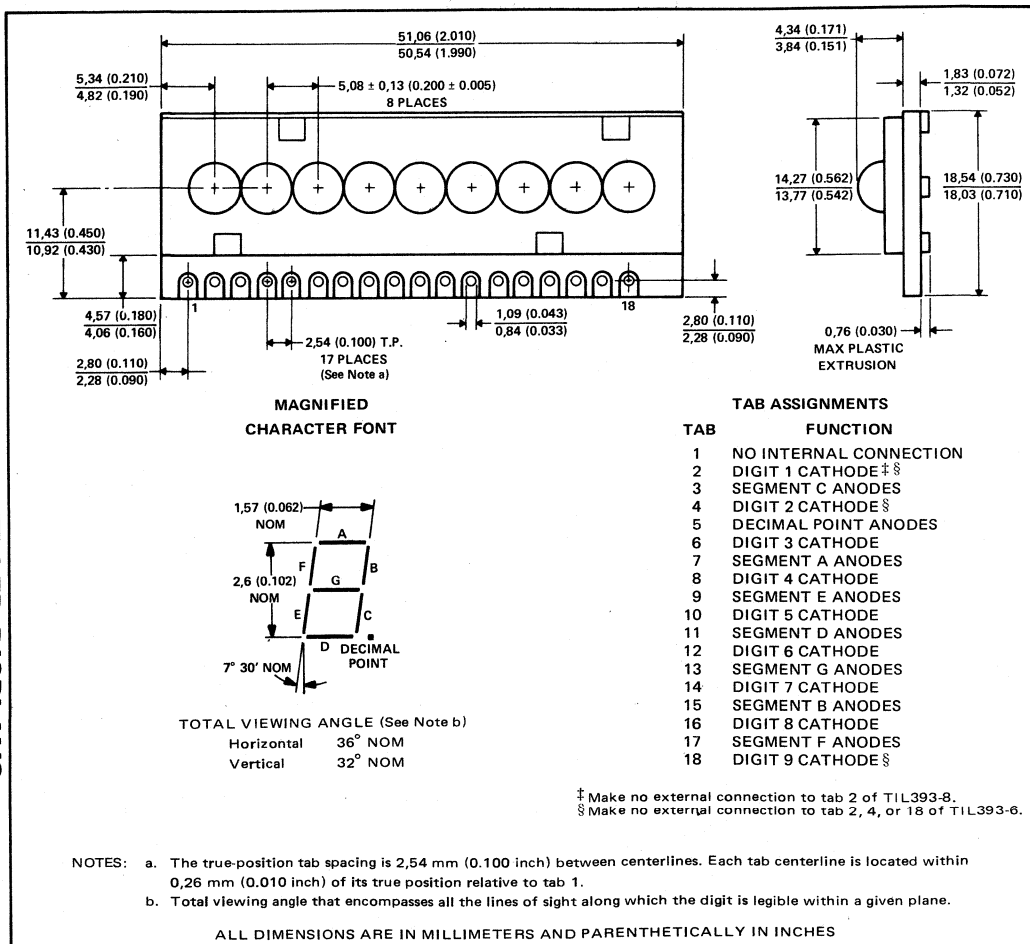 51,06 (2.010)
50,54 (1.990)
5,34 (0.210)
4,82 (0.190)
5,08 ± 0,13 (0.200 ± 0.005)
8 PLACES
4,34 (0.171)
3,84 (0.151)
1,83 (0.072)
1,32 (0.052)
14,27 (0.562)
13,77 (0.542)
18,54 (0.730)
18,03 (0.710)
11,43 (0.450)
10,92 (0.430)
1
18
4,57 (0.180)
4,06 (0.160)
2,54 (0.100) T.P.
17 PLACES
(See Note a)
1,09 (0.043)
0,84 (0.033)
2,80 (0.110)
2,28 (0.090)
2,80 (0.110)
2,28 (0.090)
0,76 (0.030)
MAX PLASTIC
EXTRUSION
MAGNIFIED
CHARACTER FONT
1,57 (0.062)
NOM
A
F
B
G
2,6 (0.102)
NOM
E
C
D
DECIMAL
POINT
7° 30′ NOM
TOTAL VIEWING ANGLE (See Note b)
Horizontal 36° NOM
Vertical 32° NOM
TAB ASSIGNMENTS
TAB FUNCTION
1 NO INTERNAL CONNECTION
2 DIGIT 1 CATHODE‡§
3 SEGMENT C ANODES
4 DIGIT 2 CATHODE§
5 DECIMAL POINT ANODES
6 DIGIT 3 CATHODE
7 SEGMENT A ANODES
8 DIGIT 4 CATHODE
9 SEGMENT E ANODES
10 DIGIT 5 CATHODE
11 SEGMENT D ANODES
12 DIGIT 6 CATHODE
13 SEGMENT G ANODES
14 DIGIT 7 CATHODE
15 SEGMENT B ANODES
16 DIGIT 8 CATHODE
17 SEGMENT F ANODES
18 DIGIT 9 CATHODE§
‡ Make no external connection to tab 2 of TIL393-8.
§ Make no external connection to tab 2, 4, or 18 of TIL393-6.
NOTES: a. The true-position tab spacing is 2,54 mm (0.100 inch) between centerlines. Each tab centerline is located within
0,26 mm (0.010 inch) of its true position relative to tab 1.
b. Total viewing angle that encompasses all the lines of sight along which the digit is legible within a given plane.
ALL DIMENSIONS ARE IN MILLIMETERS AND PARENTHETICALLY IN INCHES